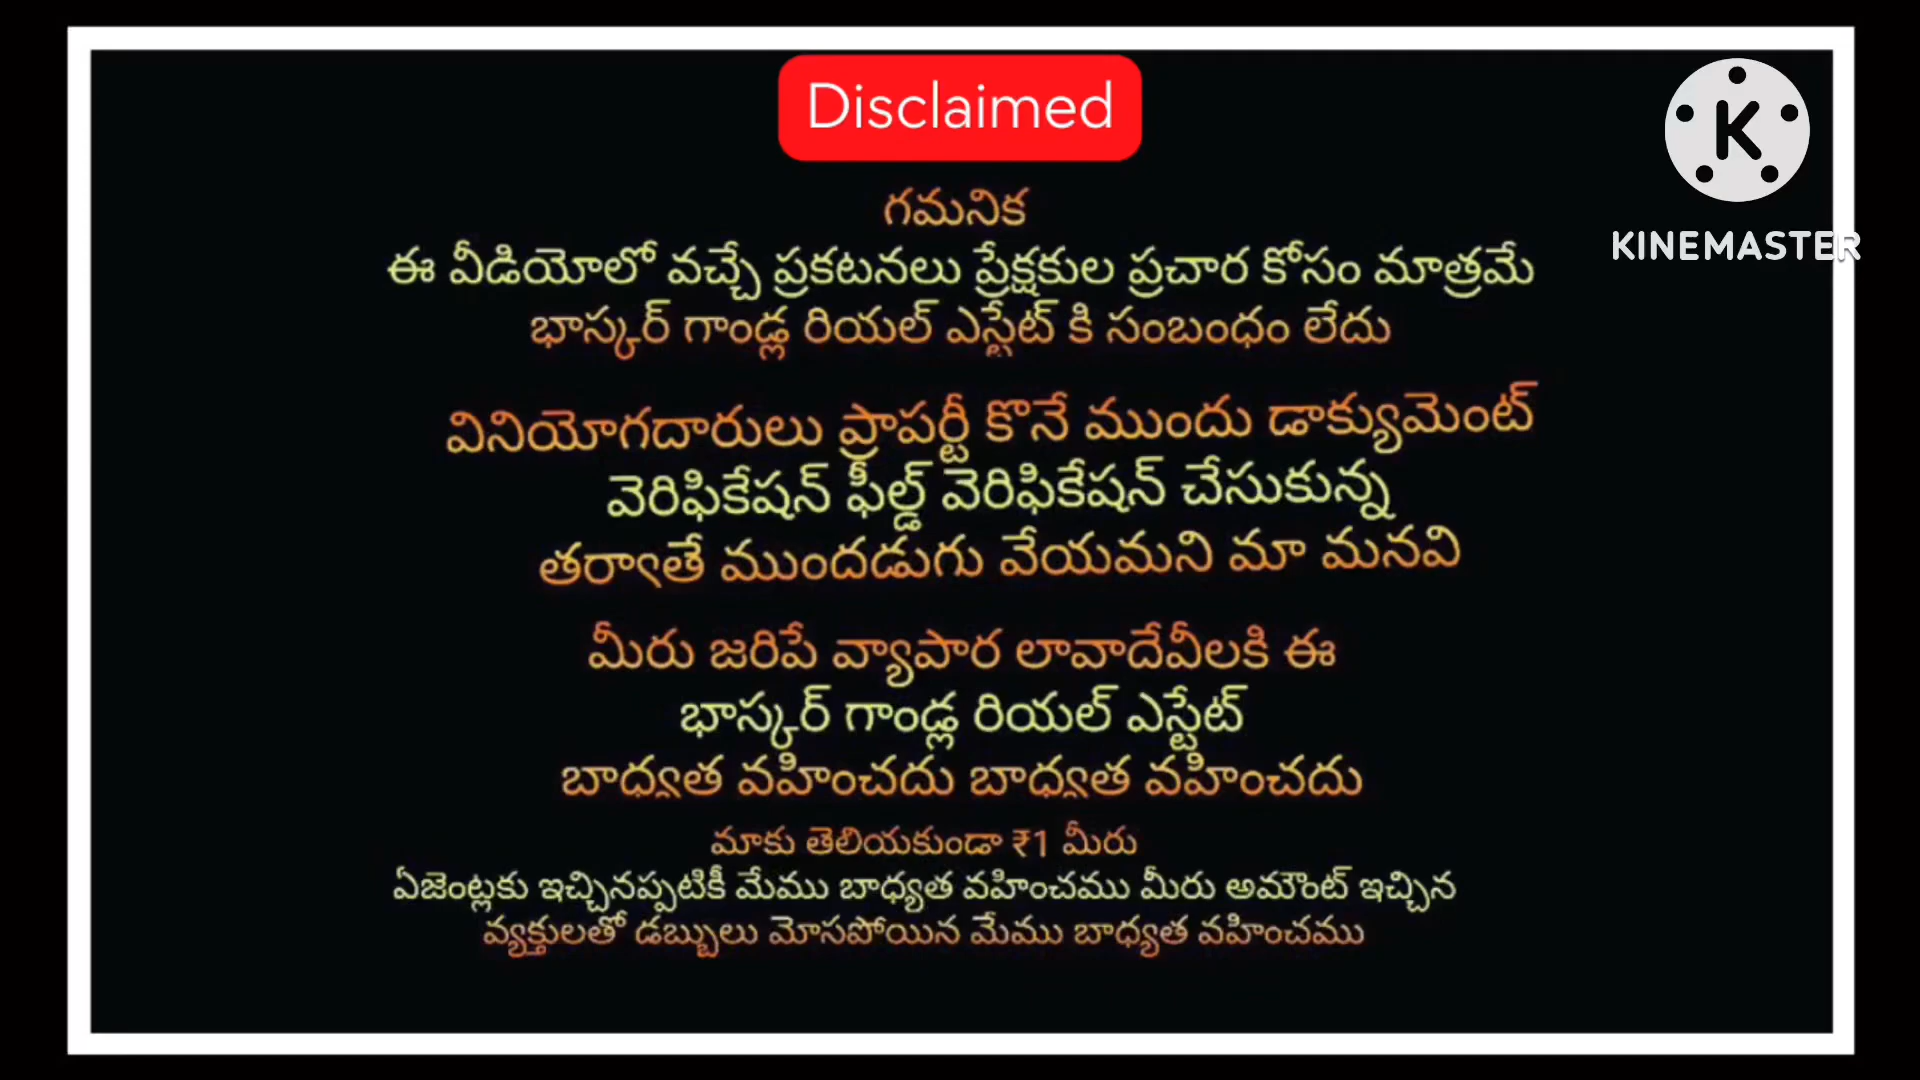 Disclaimed
K
KINEMASTER
గమనిక
ఈ వీడియోలో వచ్చే ప్రకటనలు ప్రేక్షకుల ప్రచార కోసం మాత్రమే
భాస్కర్ గాండ్ల రియల్ ఎస్టేట్ కి సంబంధం లేదు
వినియోగదారులు ప్రాపర్టీ కొనే ముందు డాక్యుమెంట్
వెరిఫికేషన్ ఫీల్డ్ వెరిఫికేషన్ చేసుకున్న
తర్వాతే ముందడుగు వేయమని మా మనవి
మీరు జరిపే వ్యాపార లావాదేవీలకి ఈ
భాస్కర్ గాండ్ల రియల్ ఎస్టేట్
బాధ్యత వహించదు బాధ్యత వహించదు
మాకు తెలియకుండా ₹1 మీరు
ఏజెంట్లకు ఇచ్చినప్పటికీ మేము బాధ్యత వహించము మీరు అమౌంట్ ఇచ్చిన
వ్యక్తులతో డబ్బులు మోసపోయిన మేము బాధ్యత వహించము